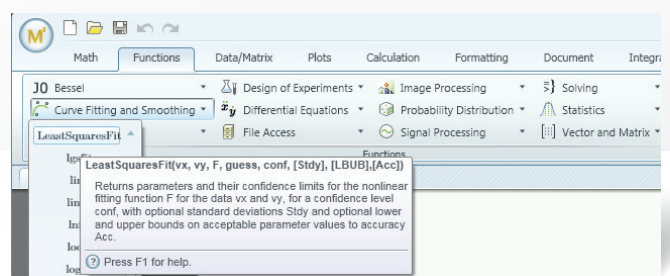 Math Functions Data/Matrix Plots Calculation Formatting Document
Bessel Design of Experiments Image Processing Solving
Curve Fitting and Smoothing Differential Equations Probability Distribution Statistics
LeastSquaresFit File Access Signal Processing Vector and Matrix
Functions
LeastSquaresFit(vx, vy, F, guess, conf, [Stdy], [LBUB],[Acc])
Returns parameters and their confidence limits for the nonlinear
fitting function F for the data vx and vy, for a confidence level
conf, with optional standard deviations Stdy and optional lower
and upper bounds on acceptable parameter values to accuracy
Acc.
Press F1 for help.